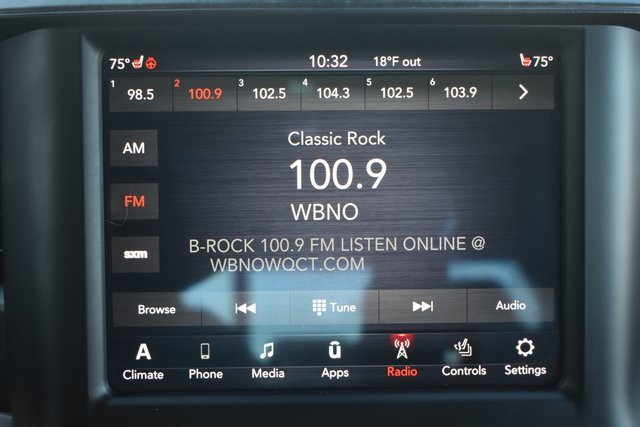 75° 10:32 18°F out 75°
1 98.5 2 100.9 3 102.5 4 104.3 5 102.5 6 103.9
AM
Classic Rock
100.9
FM
WBNO
sxm
B-ROCK 100.9 FM LISTEN ONLINE @
WBNOWQCT.COM
Browse Tune Audio
A
Climate Phone Media Apps Radio Controls Settings